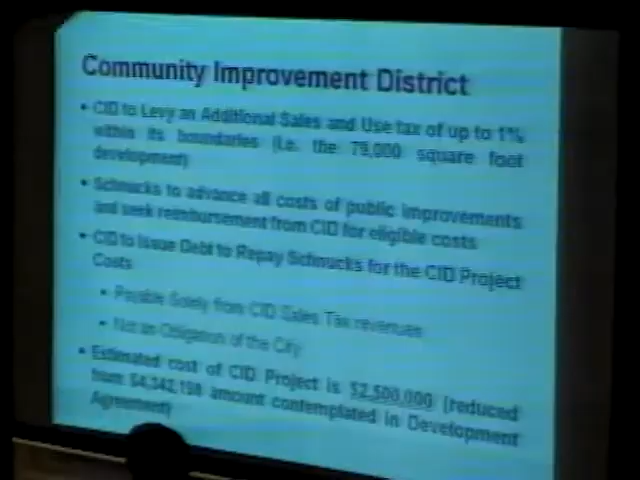 Community Improvement District
• CID to Levy an Additional Sales and Use tax of up to 1%
within its boundaries (i.e. the 79,000 square foot
development)
• Schnucks to advance all costs of public improvements
and seek reimbursement from CID for eligible costs
• CID to Issue Debt to Repay Schnucks for the CID Project
Costs
• Payable Solely from CID Sales Tax revenues
• Not an Obligation of the City
• Estimated cost of CID Project is $2,500,000 (reduced
from $4,342,198 amount contemplated in Development
Agreement)